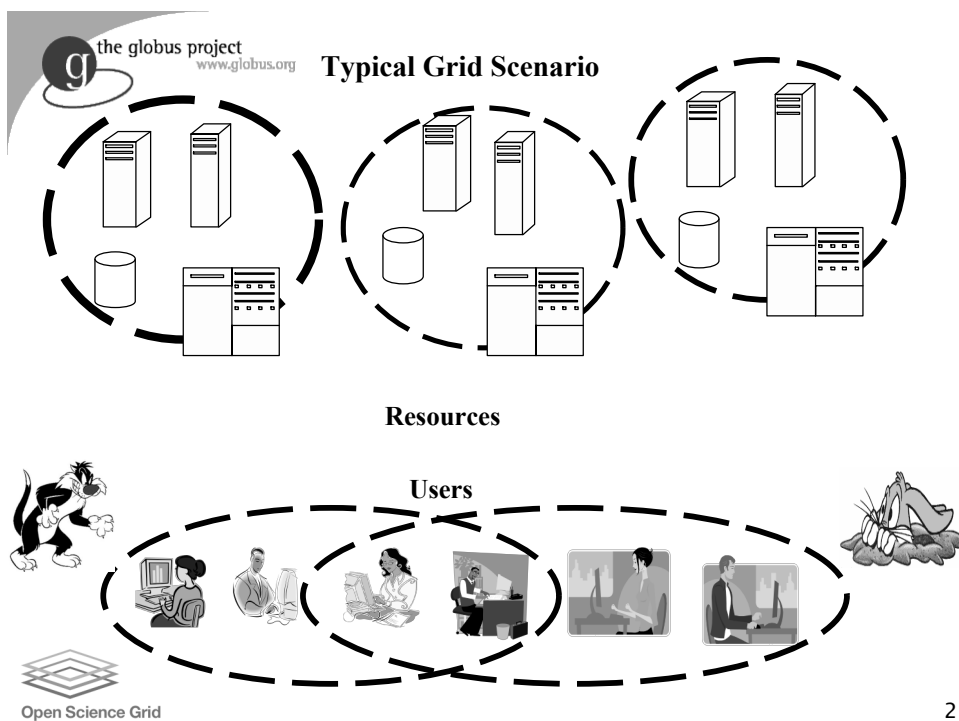 the globus project
www.globus.org
Typical Grid Scenario
Resources
Users
Open Science Grid
2